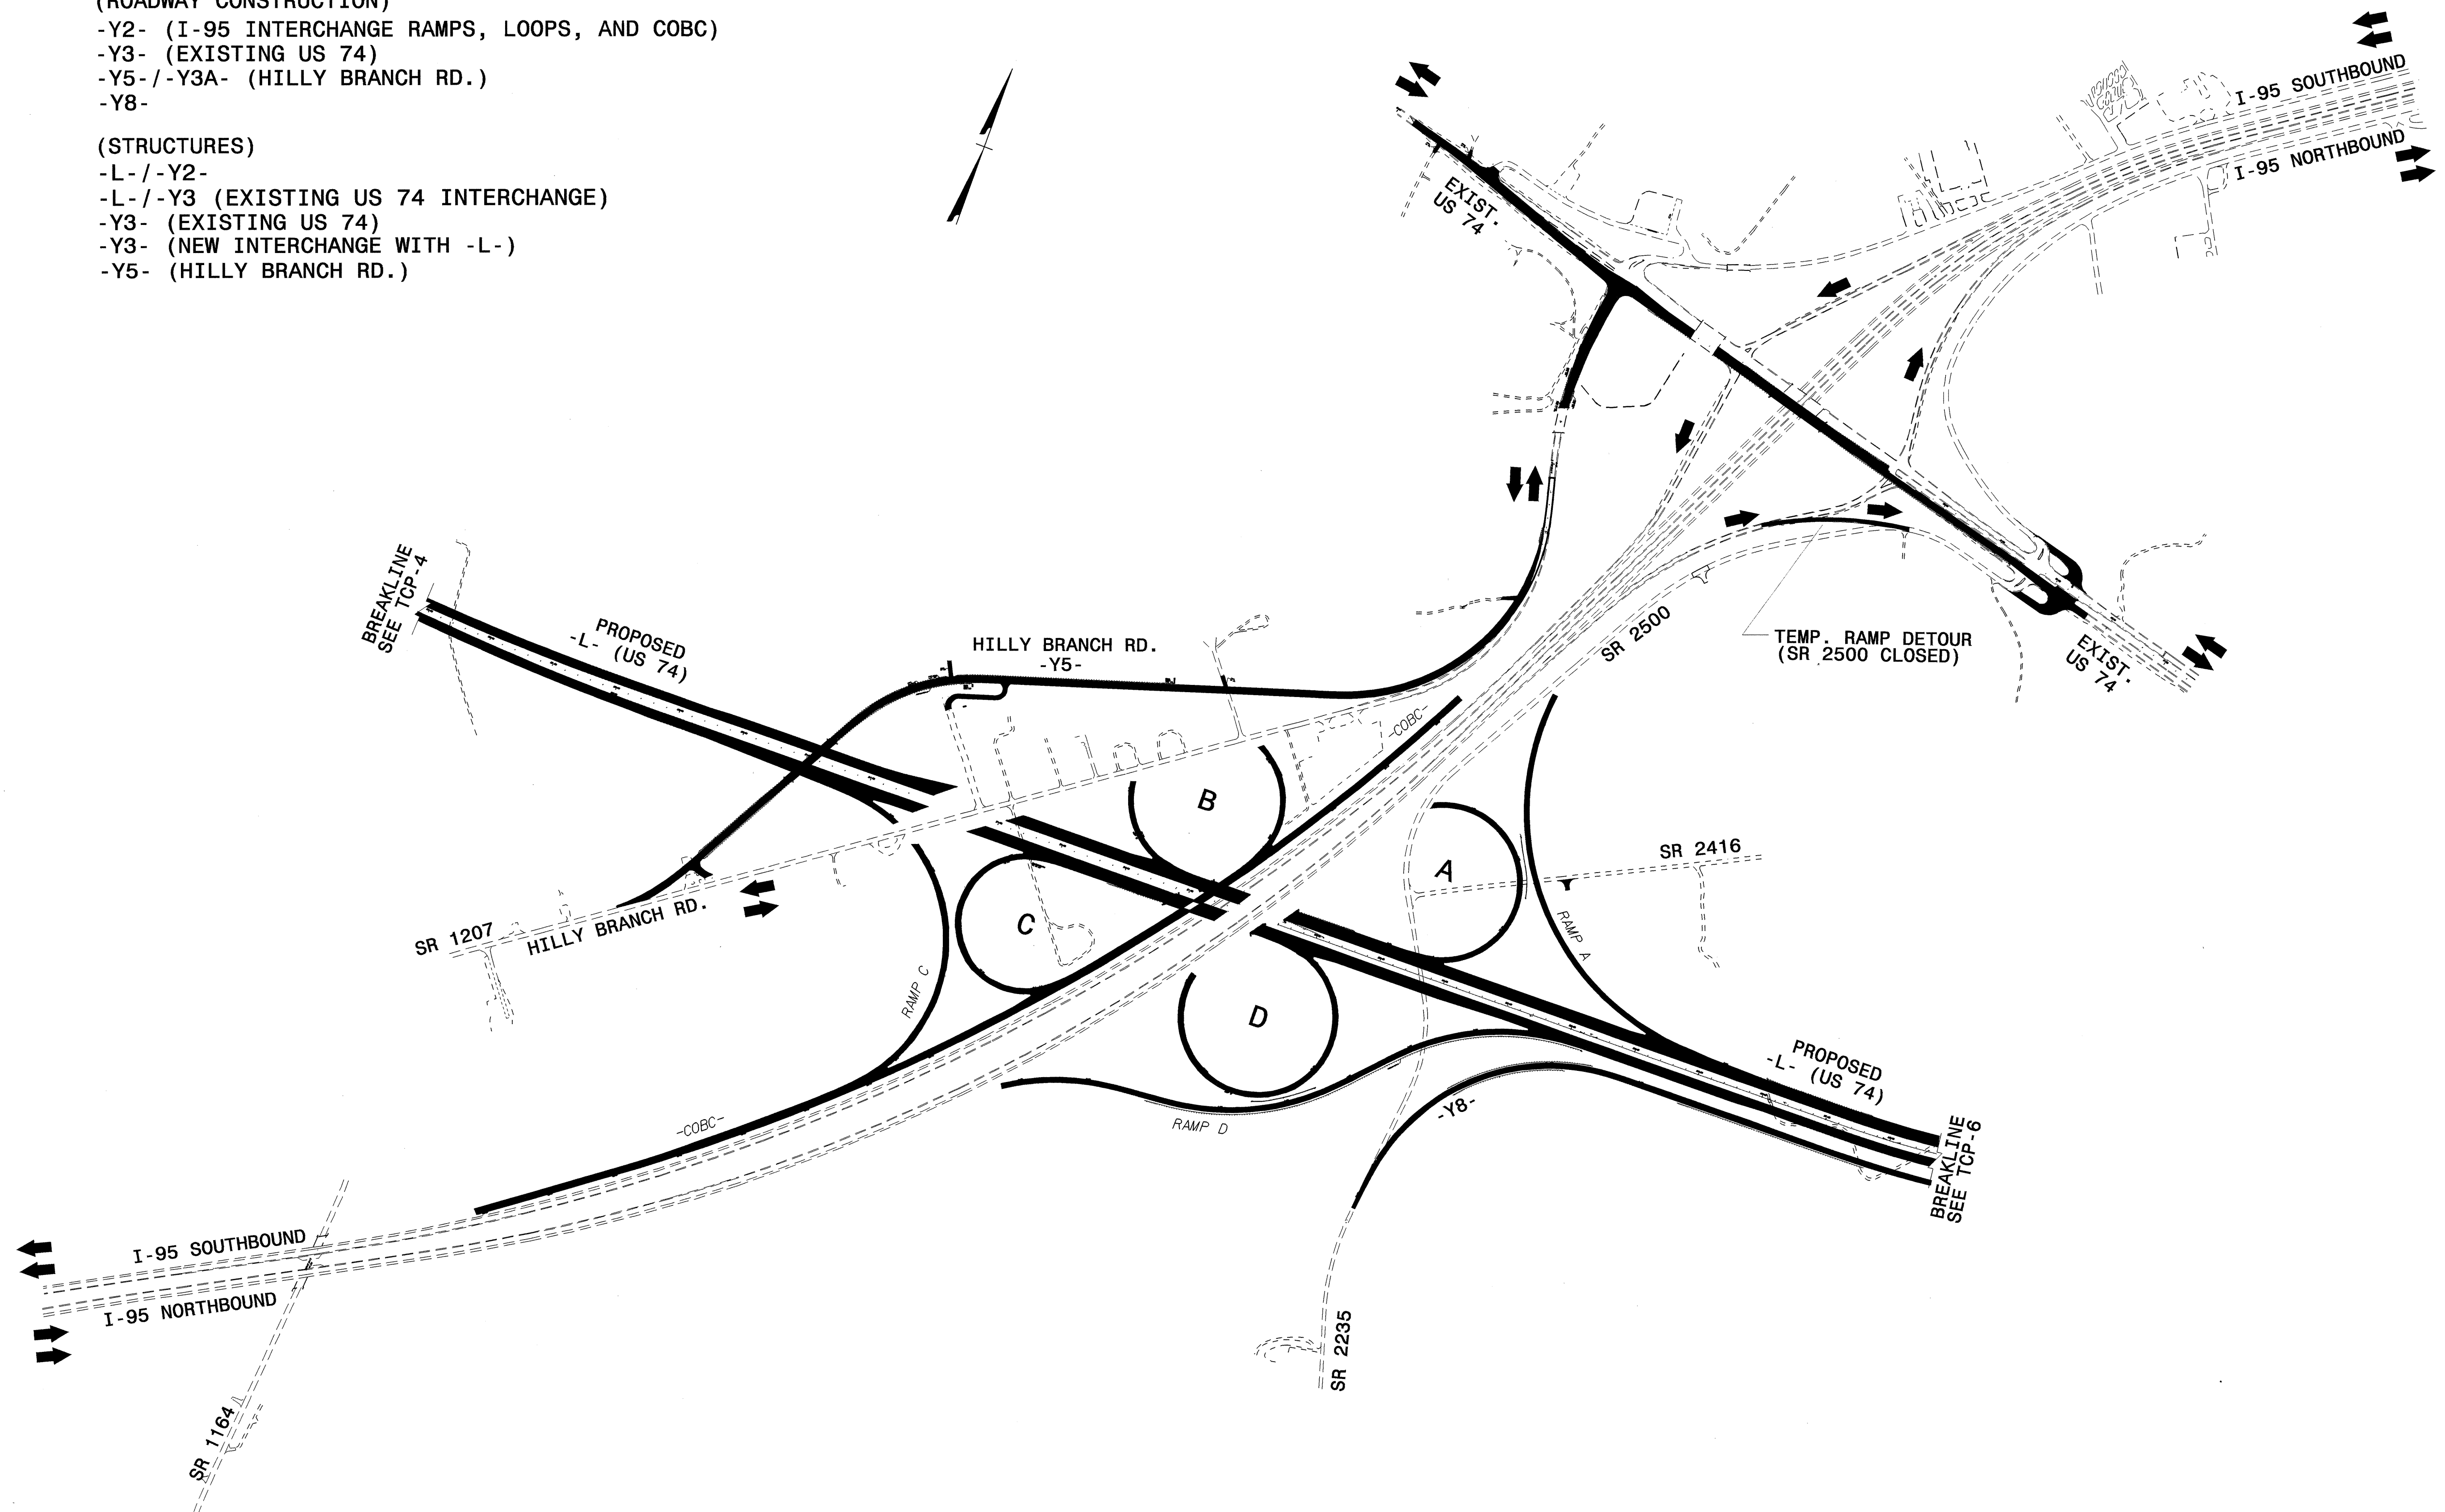 (ROADWAY CONSTRUCTION)
-Y2- (I-95 INTERCHANGE RAMPS, LOOPS, AND COBC)
-Y3- (EXISTING US 74)
-Y5-/-Y3A- (HILLY BRANCH RD.)
-Y8-
(STRUCTURES)
-L-/-Y2-
-L-/-Y3 (EXISTING US 74 INTERCHANGE)
-Y3- (EXISTING US 74)
-Y3- (NEW INTERCHANGE WITH -L-)
-Y5- (HILLY BRANCH RD.)
I-95 SOUTHBOUND
I-95 NORTHBOUND
EXIST.
US 74
BREAKLINE
SEE TCP-4
PROPOSED
-L- (US 74)
HILLY BRANCH RD.
-Y5-
SR 2500
TEMP. RAMP DETOUR
(SR 2500 CLOSED)
EXIST.
US 74
-COBC-
B
A
SR 2416
C
RAMP A
SR 1207
HILLY BRANCH RD.
RAMP C
D
PROPOSED
-L- (US 74)
-Y8-
RAMP D
-COBC-
BREAKLINE
SEE TCP-6
I-95 SOUTHBOUND
I-95 NORTHBOUND
SR 2235
SR 1164